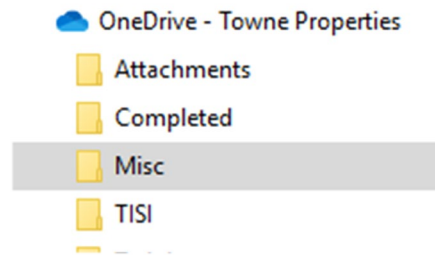 OneDrive - Towne Properties
Attachments
Completed
Misc
TISI